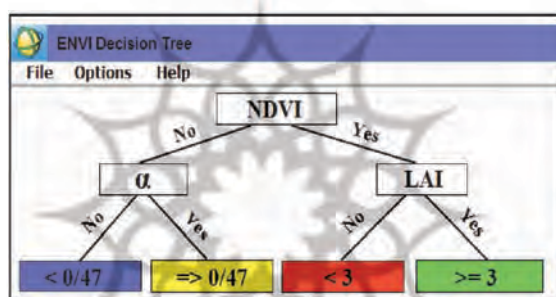 ENVI Decision Tree
File Options Help
NDVI
No Yes
α LAI
No Yes No Yes
< 0/47 => 0/47 < 3 >= 3